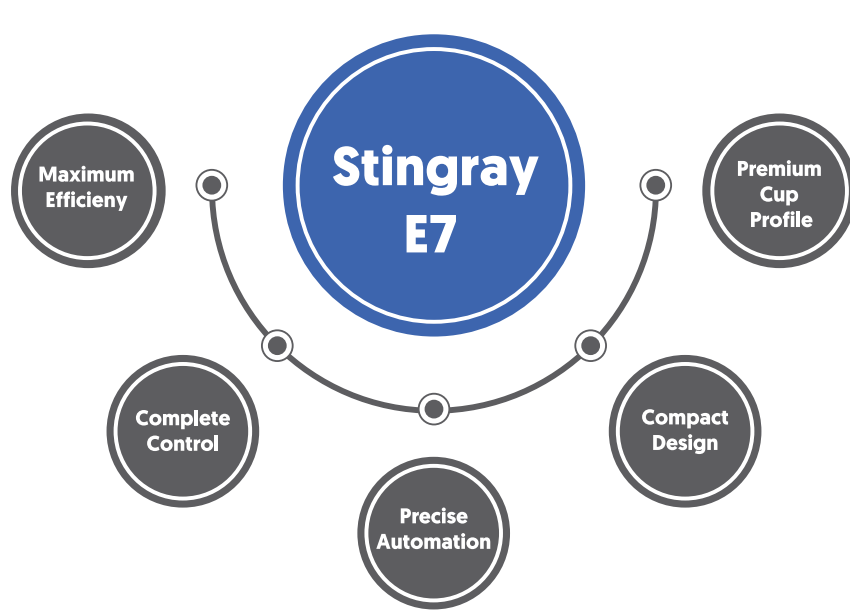 Stingray
E7
Maximum
Efficieny
Complete
Control
Precise
Automation
Compact
Design
Premium
Cup
Profile